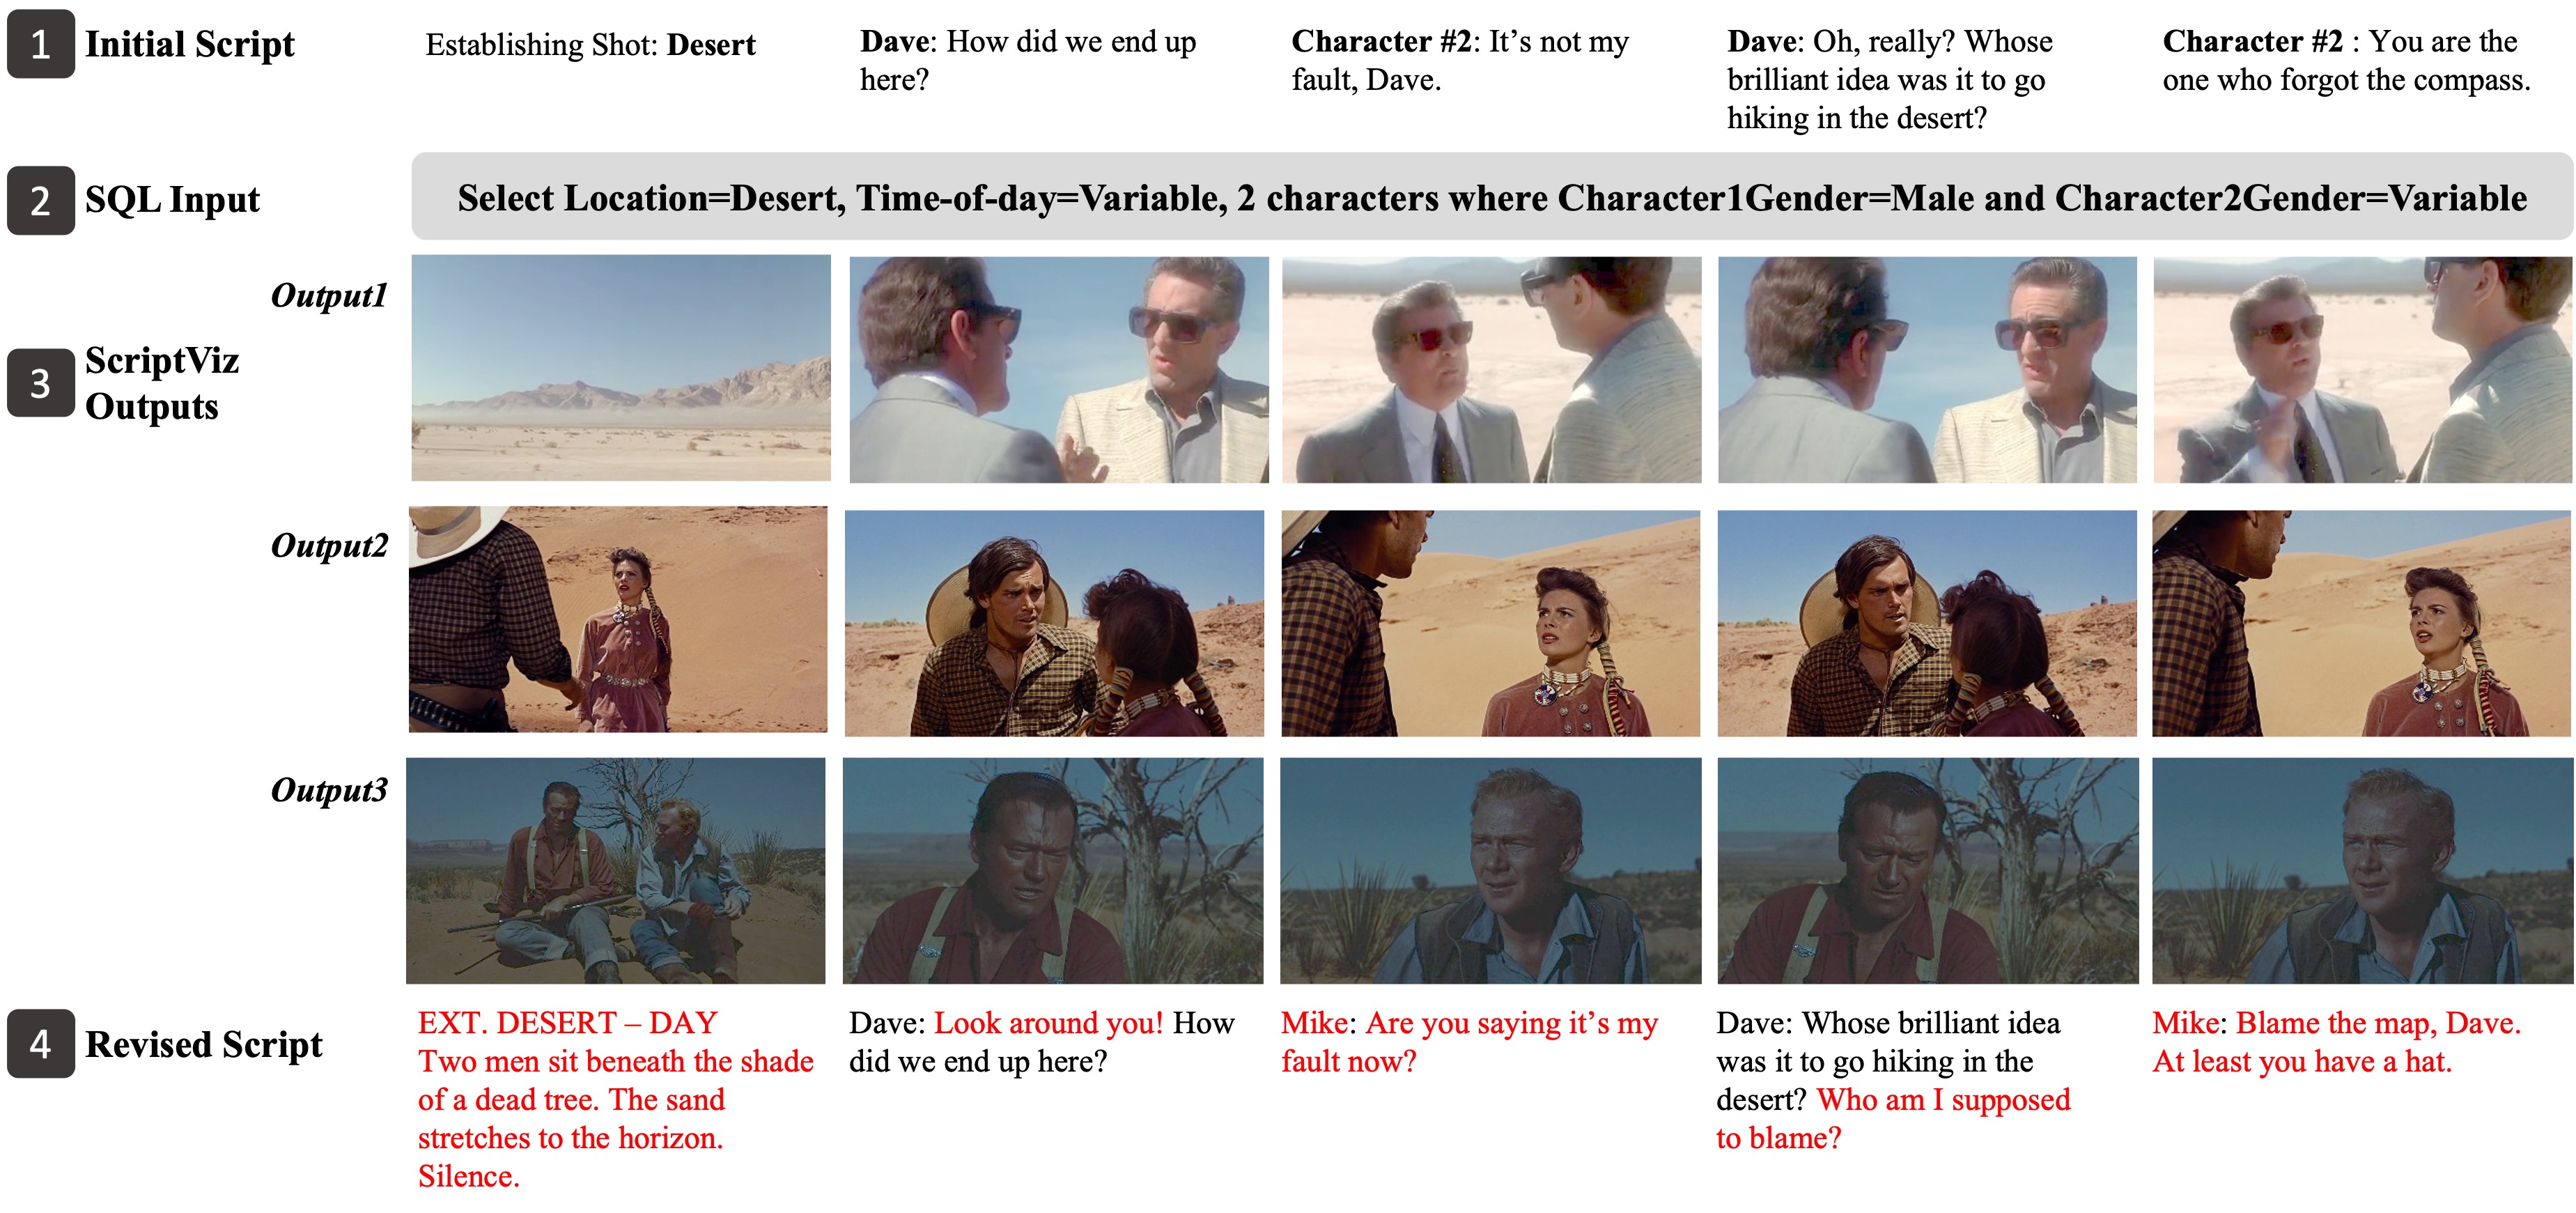 1 Initial Script
Establishing Shot: Desert
Dave: How did we end up
here?
Character #2: It’s not my
fault, Dave.
Dave: Oh, really? Whose
brilliant idea was it to go
hiking in the desert?
Character #2 : You are the
one who forgot the compass.
2 SQL Input
Select Location=Desert, Time-of-day=Variable, 2 characters where Character1Gender=Male and Character2Gender=Variable
Output1
3 ScriptViz
Outputs
Output2
Output3
4 Revised Script
EXT. DESERT – DAY
Two men sit beneath the shade
of a dead tree. The sand
stretches to the horizon.
Silence.
Dave: Look around you! How
did we end up here?
Mike: Are you saying it’s my
fault now?
Dave: Whose brilliant idea
was it to go hiking in the
desert? Who am I supposed
to blame?
Mike: Blame the map, Dave.
At least you have a hat.